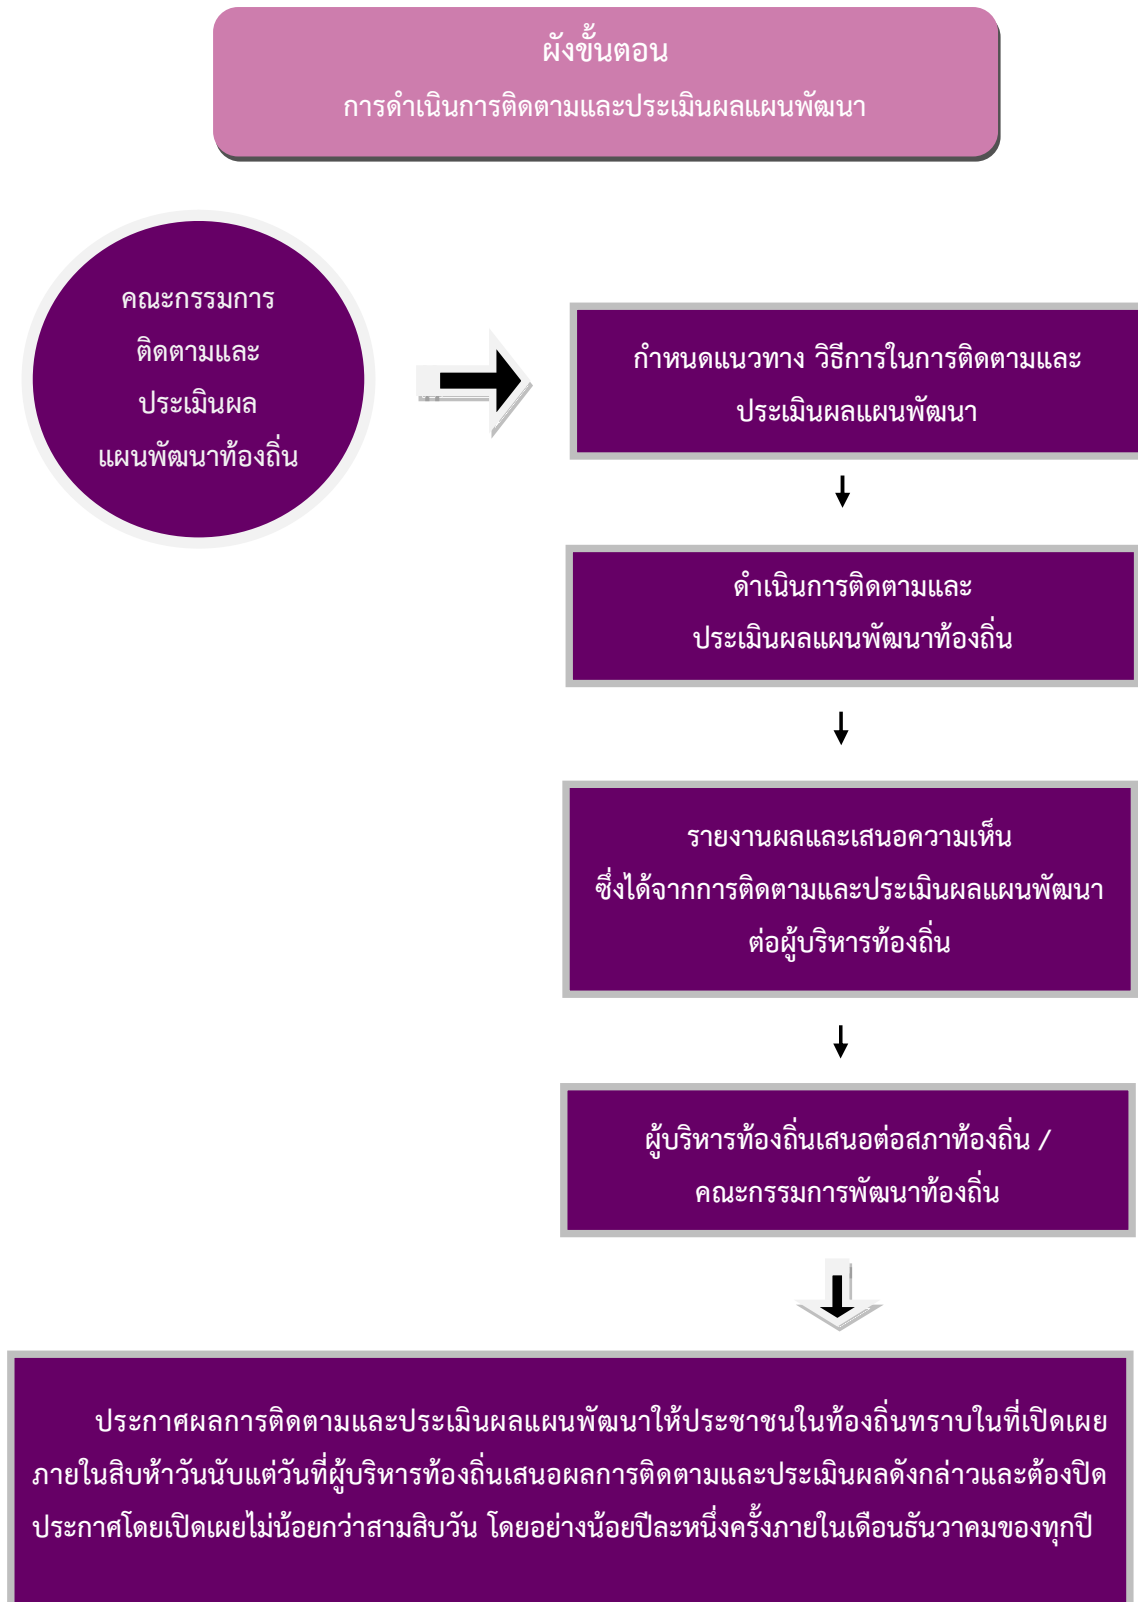 ผังขั้นตอน
การดำเนินการติดตามและประเมินผลแผนพัฒนา
คณะกรรมการ
ติดตามและ
ประเมินผล
แผนพัฒนาท้องถิ่น
กำหนดแนวทาง วิธีการในการติดตามและ
ประเมินผลแผนพัฒนา
ดำเนินการติดตามและ
ประเมินผลแผนพัฒนาท้องถิ่น
รายงานผลและเสนอความเห็น
ซึ่งได้จากการติดตามและประเมินผลแผนพัฒนา
ต่อผู้บริหารท้องถิ่น
ผู้บริหารท้องถิ่นเสนอต่อสภาท้องถิ่น /
คณะกรรมการพัฒนาท้องถิ่น
ประกาศผลการติดตามและประเมินผลแผนพัฒนาให้ประชาชนในท้องถิ่นทราบในที่เปิดเผย
ภายในสิบห้าวันนับแต่วันที่ผู้บริหารท้องถิ่นเสนอผลการติดตามและประเมินผลดังกล่าวและต้องปิด
ประกาศโดยเปิดเผยไม่น้อยกว่าสามสิบวัน โดยอย่างน้อยปีละหนึ่งครั้งภายในเดือนธันวาคมของทุกปี